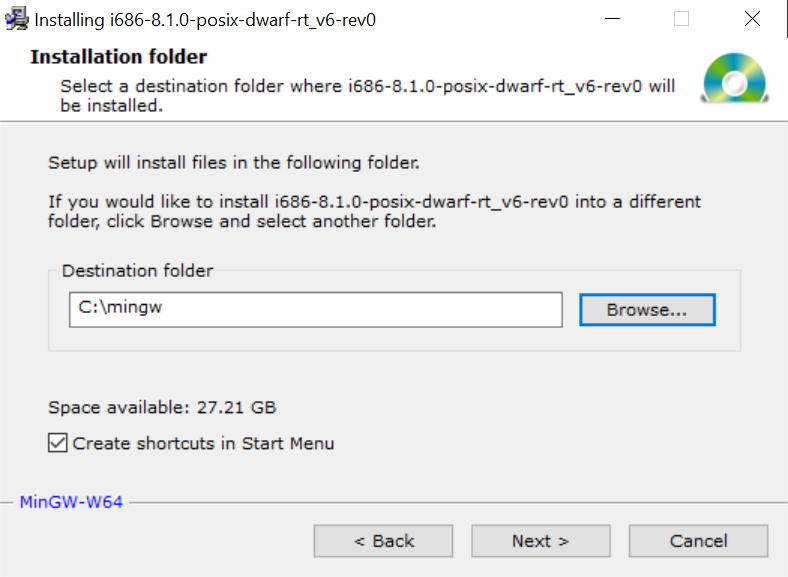 Installing i686-8.1.0-posix-dwarf-rt_v6-rev0
Installation folder
Select a destination folder where i686-8.1.0-posix-dwarf-rt_v6-rev0 will
be installed.
Setup will install files in the following folder.
If you would like to install i686-8.1.0-posix-dwarf-rt_v6-rev0 into a different
folder, click Browse and select another folder.
Destination folder
C:\mingw
Browse...
Space available: 27.21 GB
Create shortcuts in Start Menu
MinGW-W64
< Back
Next >
Cancel